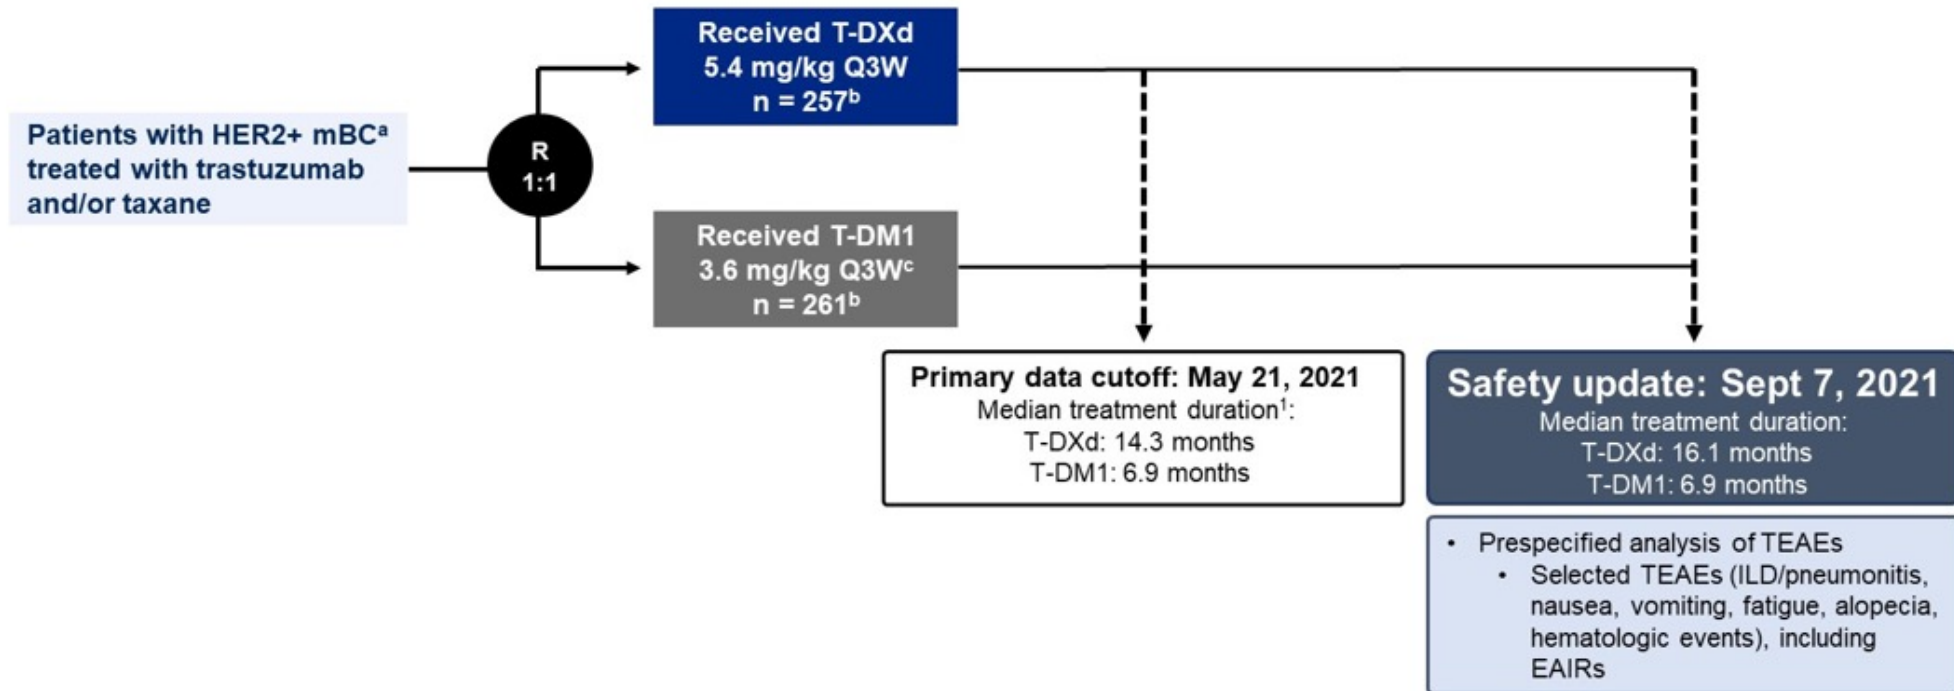 Received T-DXd
5.4 mg/kg Q3W
n = 257ᵇ
Patients with HER2+ mBCᵃ
treated with trastuzumab
and/or taxane
R
1:1
Received T-DM1
3.6 mg/kg Q3Wᶜ
n = 261ᵇ
Primary data cutoff: May 21, 2021
Median treatment duration¹:
T-DXd: 14.3 months
T-DM1: 6.9 months
Safety update: Sept 7, 2021
Median treatment duration:
T-DXd: 16.1 months
T-DM1: 6.9 months
• Prespecified analysis of TEAEs
• Selected TEAEs (ILD/pneumonitis,
nausea, vomiting, fatigue, alopecia,
hematologic events), including
EAIRs